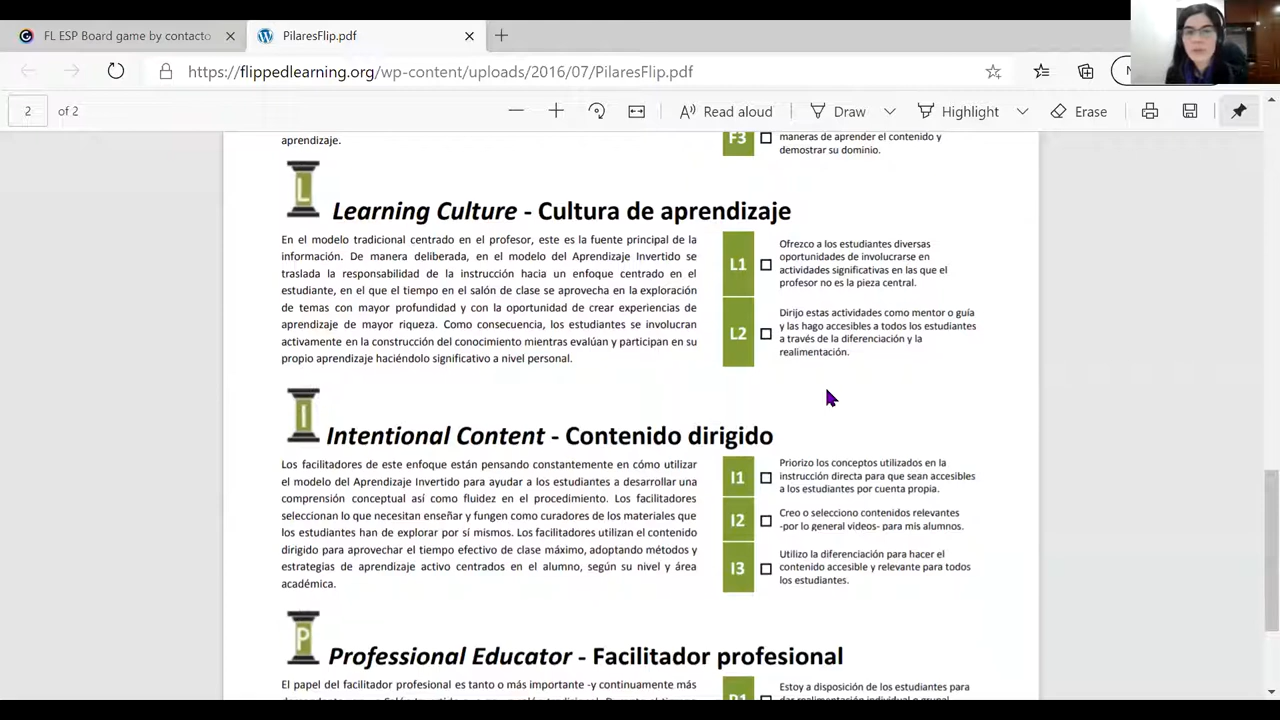 FL ESP Board game by contacto
PilaresFlip.pdf
https://flippedlearning.org/wp-content/uploads/2016/07/PilaresFlip.pdf
2 of 2
Read aloud
Draw
Highlight
Erase
aprendizaje.
F3
maneras de aprender el contenido y
demostrar su dominio.
L
Learning Culture - Cultura de aprendizaje
En el modelo tradicional centrado en el profesor, este es la fuente principal de la
información. De manera deliberada, en el modelo del Aprendizaje Invertido se
traslada la responsabilidad de la instrucción hacia un enfoque centrado en el
estudiante, en el que el tiempo en el salón de clase se aprovecha en la exploración
de temas con mayor profundidad y con la oportunidad de crear experiencias de
aprendizaje de mayor riqueza. Como consecuencia, los estudiantes se involucran
activamente en la construcción del conocimiento mientras evalúan y participan en su
propio aprendizaje haciéndolo significativo a nivel personal.
L1
Ofrezco a los estudiantes diversas
oportunidades de involucrarse en
actividades significativas en las que el
profesor no es la pieza central.
L2
Dirijo estas actividades como mentor o guía
y las hago accesibles a todos los estudiantes
a través de la diferenciación y la
realimentación.
I
Intentional Content - Contenido dirigido
Los facilitadores de este enfoque están pensando constantemente en cómo utilizar
el modelo del Aprendizaje Invertido para ayudar a los estudiantes a desarrollar una
comprensión conceptual así como fluidez en el procedimiento. Los facilitadores
seleccionan lo que necesitan enseñar y fungen como curadores de los materiales que
los estudiantes han de explorar por sí mismos. Los facilitadores utilizan el contenido
dirigido para aprovechar el tiempo efectivo de clase máximo, adoptando métodos y
estrategias de aprendizaje activo centrados en el alumno, según su nivel y área
académica.
I1
Priorizo los conceptos utilizados en la
instrucción directa para que sean accesibles
a los estudiantes por cuenta propia.
I2
Creo o selecciono contenidos relevantes
-por lo general videos- para mis alumnos.
I3
Utilizo la diferenciación para hacer el
contenido accesible y relevante para todos
los estudiantes.
P
Professional Educator - Facilitador profesional
El papel del facilitador profesional es tanto o más importante -y continuamente más
P1
Estoy a disposición de los estudiantes para